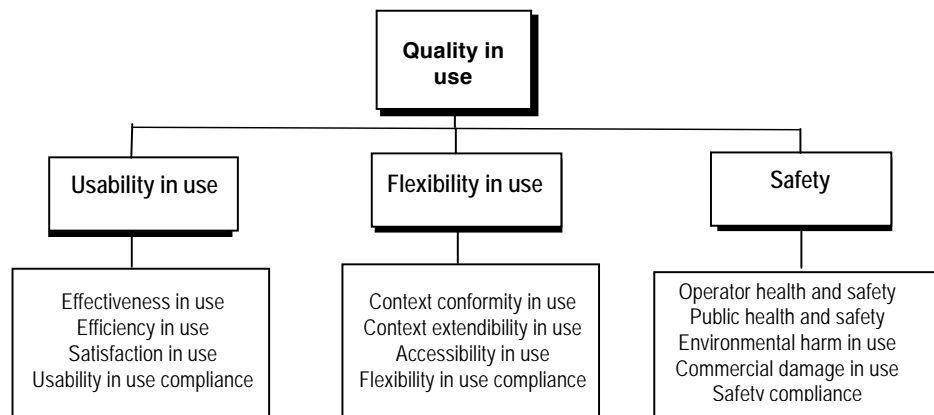 Quality in
use
Usability in use
Flexibility in use
Safety
Effectiveness in use
Efficiency in use
Satisfaction in use
Usability in use compliance
Context conformity in use
Context extendibility in use
Accessibility in use
Flexibility in use compliance
Operator health and safety
Public health and safety
Environmental harm in use
Commercial damage in use
Safety compliance